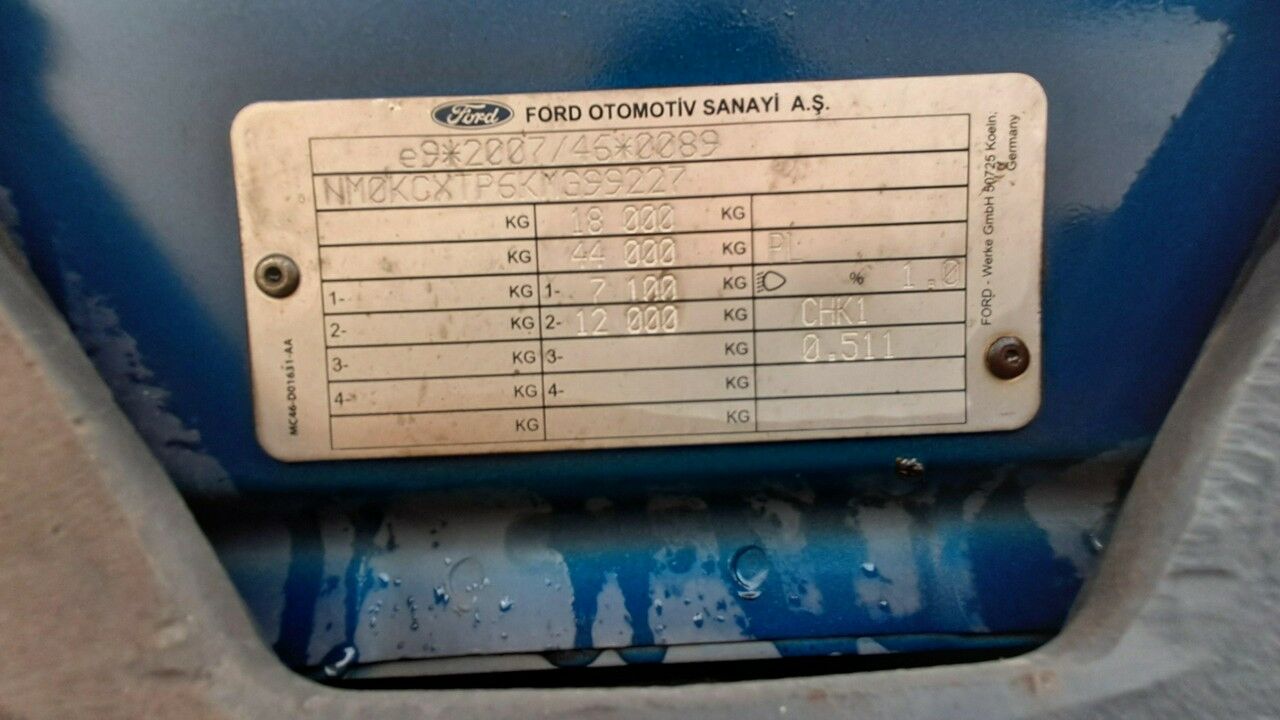 Ford FORD OTOMOTİV SANAYİ A.Ş.
e9*2007/46*0089
NM0KCXTP6KMG99227
KG 18 000 KG
KG 44 000 KG PL
1- KG 1- 7 100 KG % 1.0
2- KG 2- 12 000 KG CHK1
3- KG 3- KG 0.511
4- KG 4- KG
KG KG
MC46-D01631-AA
FORD - Werke GmbH 50725 Koeln,
Germany